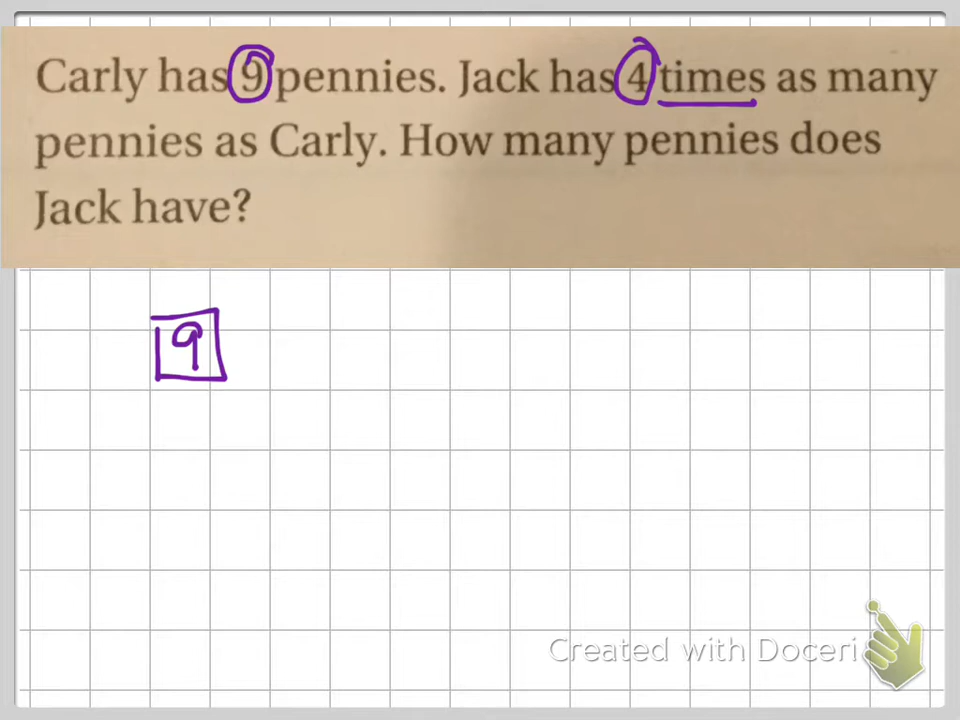 Carly has 9 pennies. Jack has 4 times as many
pennies as Carly. How many pennies does
Jack have?
9
Created with Doceri